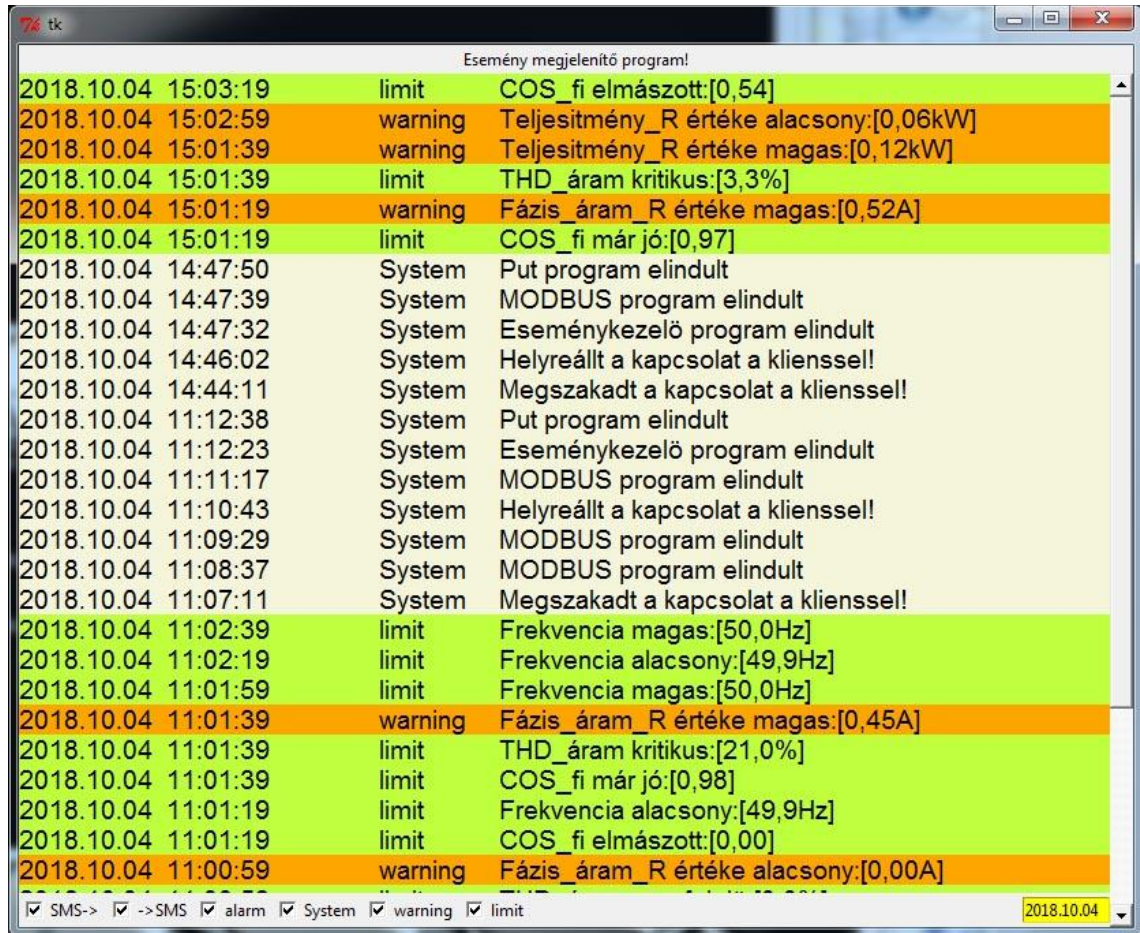 tk
Esemény megjelenítő program!
2018.10.04 15:03:19 limit COS_fi elmászott:[0,54]
2018.10.04 15:02:59 warning Teljesitmény_R értéke alacsony:[0,06kW]
2018.10.04 15:01:39 warning Teljesitmény_R értéke magas:[0,12kW]
2018.10.04 15:01:39 limit THD_áram kritikus:[3,3%]
2018.10.04 15:01:19 warning Fázis_áram_R értéke magas:[0,52A]
2018.10.04 15:01:19 limit COS_fi már jó:[0,97]
2018.10.04 14:47:50 System Put program elindult
2018.10.04 14:47:39 System MODBUS program elindult
2018.10.04 14:47:32 System Eseménykezelö program elindult
2018.10.04 14:46:02 System Helyreállt a kapcsolat a klienssel!
2018.10.04 14:44:11 System Megszakadt a kapcsolat a klienssel!
2018.10.04 11:12:38 System Put program elindult
2018.10.04 11:12:23 System Eseménykezelö program elindult
2018.10.04 11:11:17 System MODBUS program elindult
2018.10.04 11:10:43 System Helyreállt a kapcsolat a klienssel!
2018.10.04 11:09:29 System MODBUS program elindult
2018.10.04 11:08:37 System MODBUS program elindult
2018.10.04 11:07:11 System Megszakadt a kapcsolat a klienssel!
2018.10.04 11:02:39 limit Frekvencia magas:[50,0Hz]
2018.10.04 11:02:19 limit Frekvencia alacsony:[49,9Hz]
2018.10.04 11:01:59 limit Frekvencia magas:[50,0Hz]
2018.10.04 11:01:39 warning Fázis_áram_R értéke magas:[0,45A]
2018.10.04 11:01:39 limit THD_áram kritikus:[21,0%]
2018.10.04 11:01:39 limit COS_fi már jó:[0,98]
2018.10.04 11:01:19 limit Frekvencia alacsony:[49,9Hz]
2018.10.04 11:01:19 limit COS_fi elmászott:[0,00]
2018.10.04 11:00:59 warning Fázis_áram_R értéke alacsony:[0,00A]
SMS-> ->SMS alarm System warning limit 2018.10.04